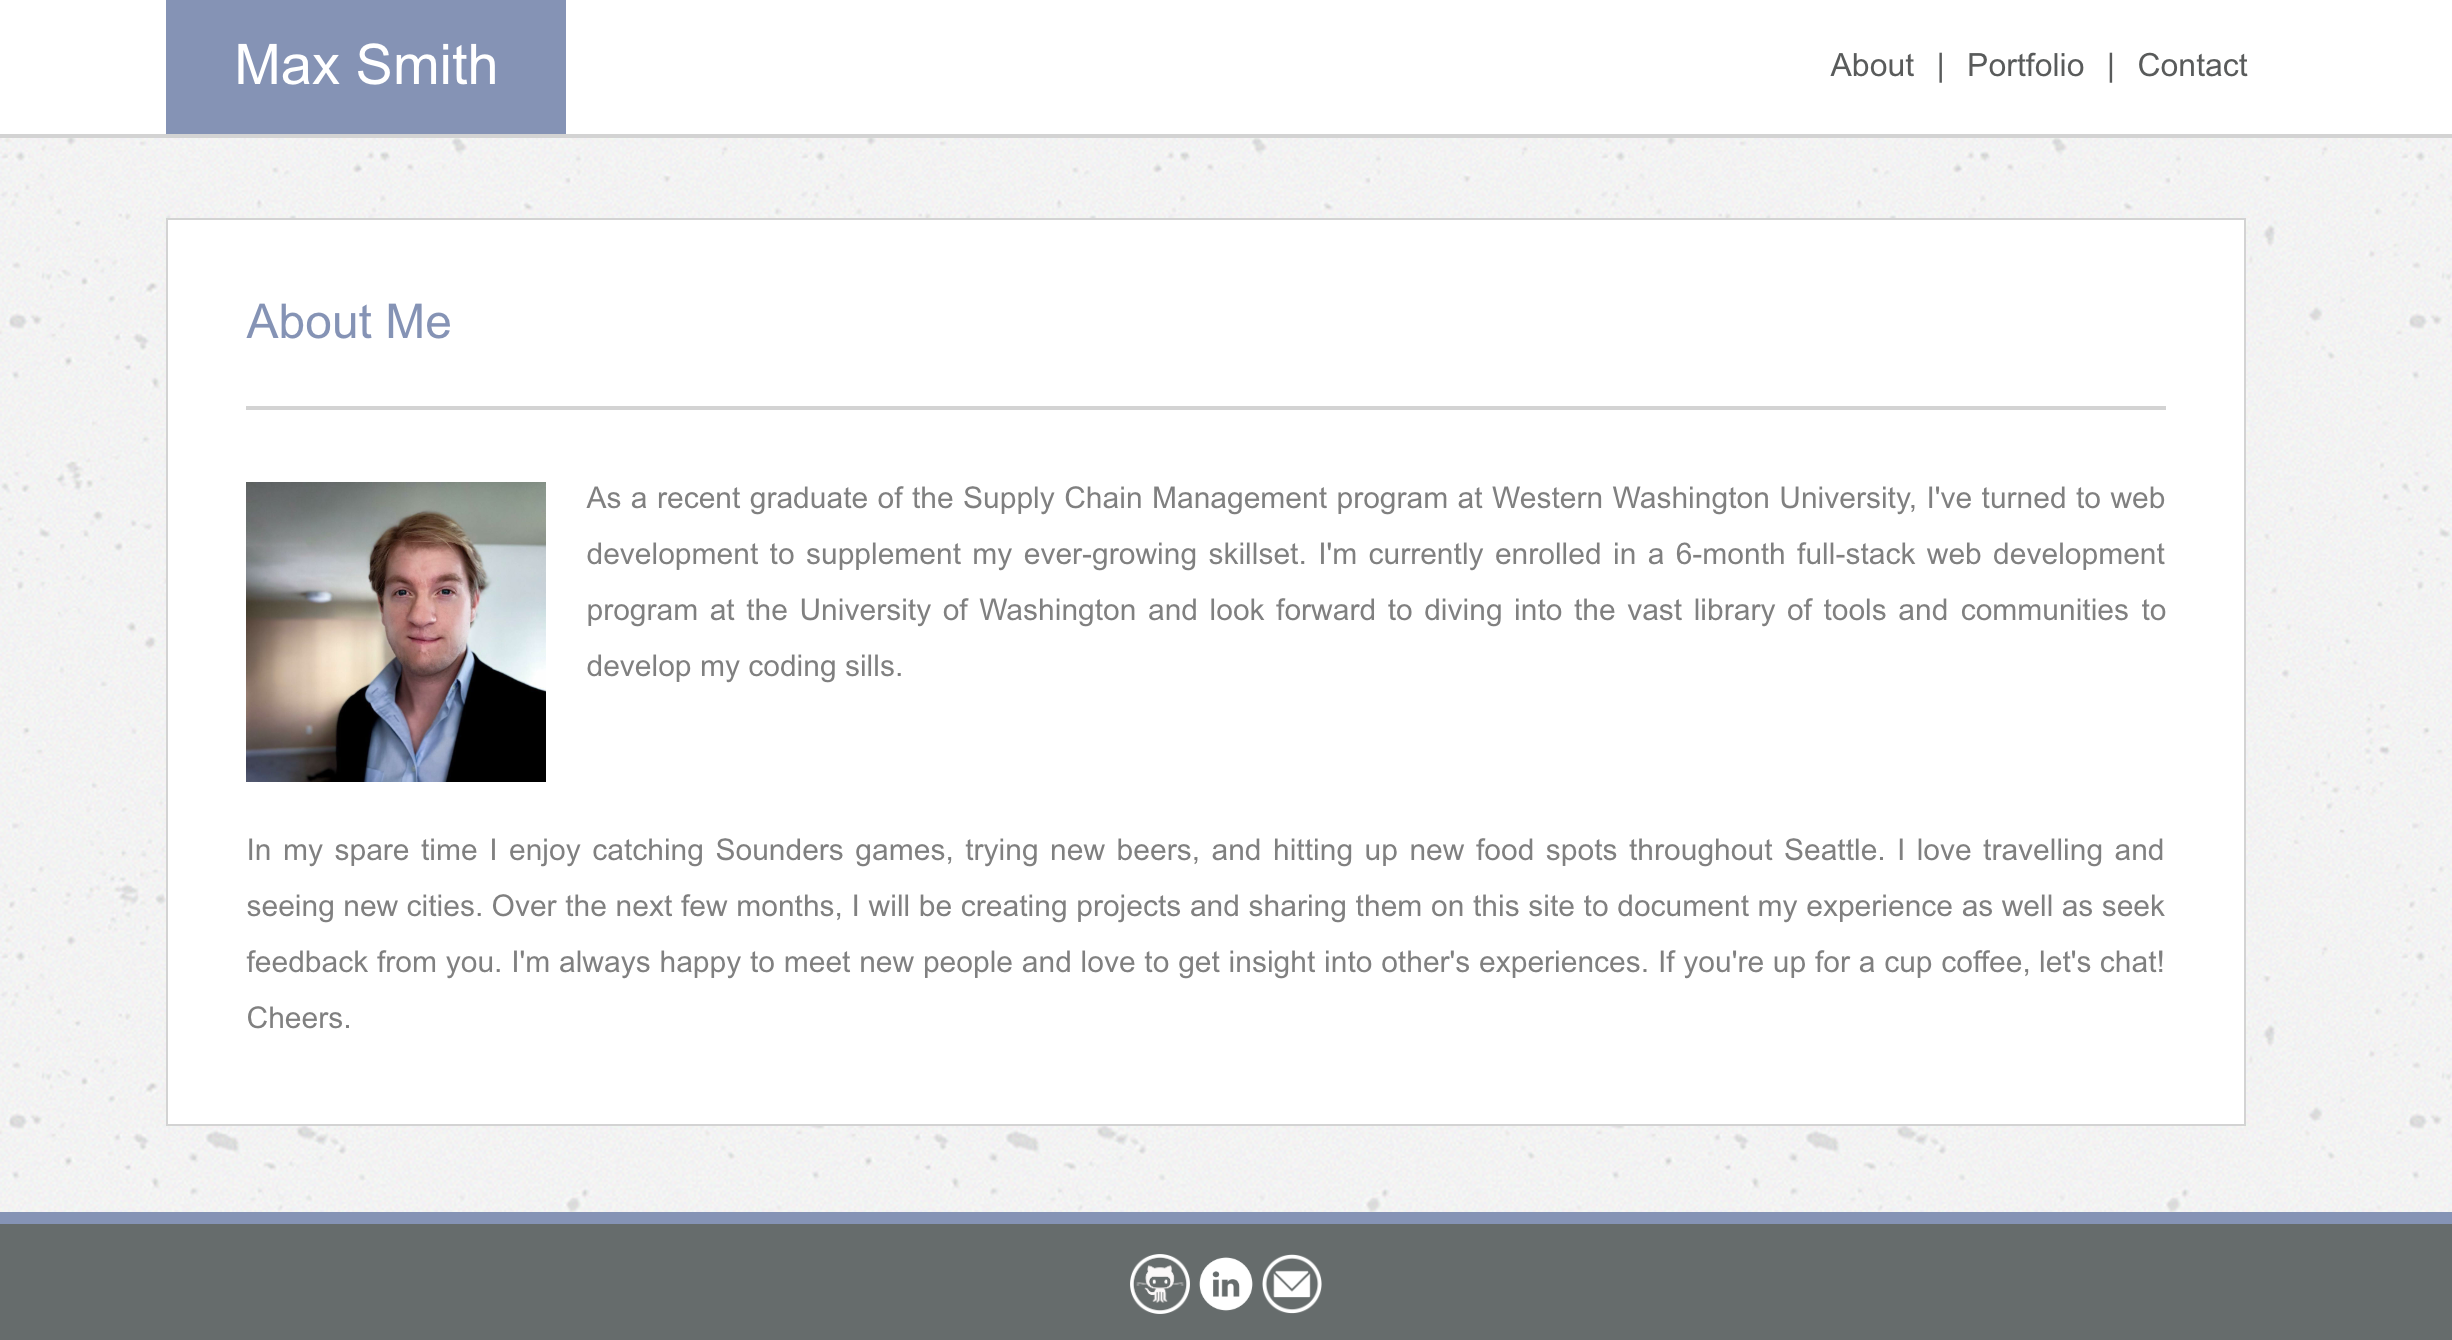 Max Smith
About | Portfolio | Contact
About Me
As a recent graduate of the Supply Chain Management program at Western Washington University, I've turned to web
development to supplement my ever-growing skillset. I'm currently enrolled in a 6-month full-stack web development
program at the University of Washington and look forward to diving into the vast library of tools and communities to
develop my coding sills.
In my spare time I enjoy catching Sounders games, trying new beers, and hitting up new food spots throughout Seattle. I love travelling and
seeing new cities. Over the next few months, I will be creating projects and sharing them on this site to document my experience as well as seek
feedback from you. I'm always happy to meet new people and love to get insight into other's experiences. If you're up for a cup coffee, let's chat!
Cheers.
in